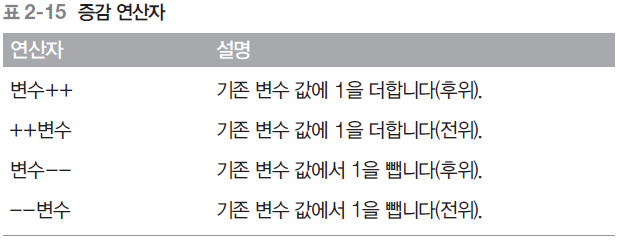 표 2-15 증감 연산자
연산자 설명
변수++ 기존 변수 값에 1을 더합니다(후위).
++변수 기존 변수 값에 1을 더합니다(전위).
변수-- 기존 변수 값에서 1을 뺍니다(후위).
--변수 기존 변수 값에서 1을 뺍니다(전위).